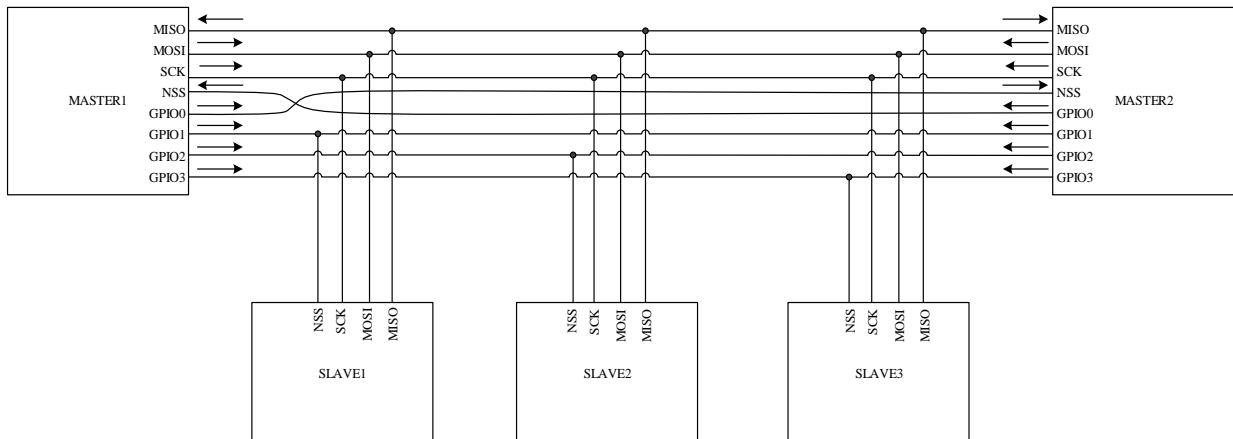 MISO
MOSI
SCK
NSS
GPIO0
GPIO1
GPIO2
GPIO3
MASTER1
MISO
MOSI
SCK
NSS
GPIO0
GPIO1
GPIO2
GPIO3
MASTER2
NSS
SCK
MOSI
MISO
SLAVE1
NSS
SCK
MOSI
MISO
SLAVE2
NSS
SCK
MOSI
MISO
SLAVE3